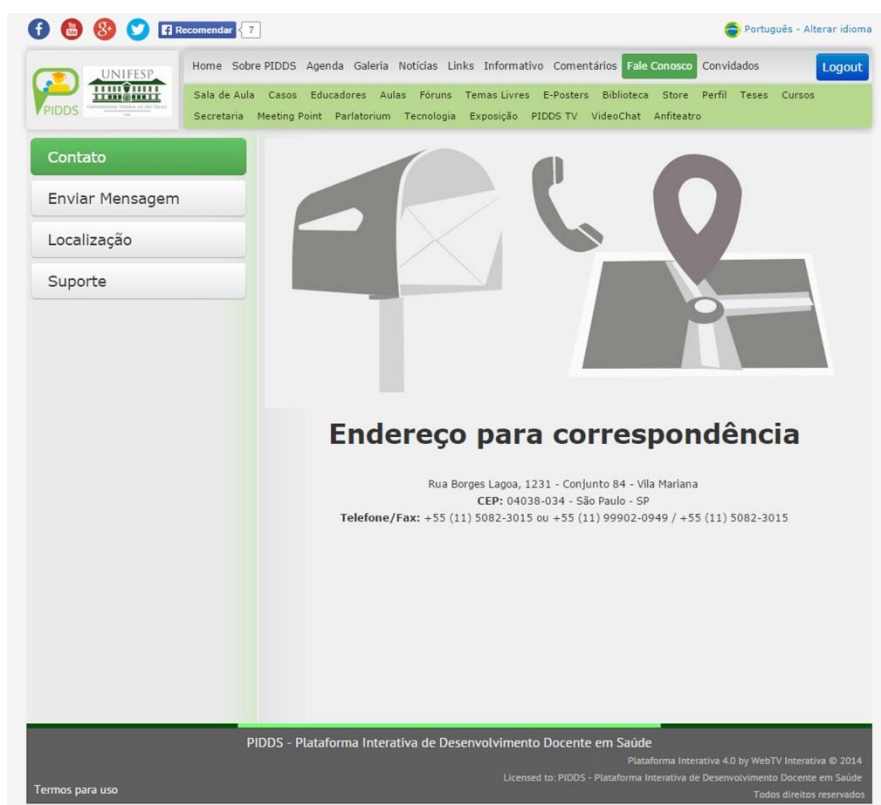 Recomendar 7
Português - Alterar idioma
Home Sobre PIDDS Agenda Galeria Notícias Links Informativo Comentários Fale Conosco Convidados
Logout
UNIFESP
PIDDS
Sala de Aula Casos Educadores Aulas Fóruns Temas Livres E-Posters Biblioteca Store Perfil Teses Cursos
Secretaria Meeting Point Parlatorium Tecnologia Exposição PIDDS TV VideoChat Anfiteatro
Contato
Enviar Mensagem
Localização
Suporte
Endereço para correspondência
Rua Borges Lagoa, 1231 - Conjunto 84 - Vila Mariana
CEP: 04038-034 - São Paulo - SP
Telefone/Fax: +55 (11) 5082-3015 ou +55 (11) 99902-0949 / +55 (11) 5082-3015
PIDDS - Plataforma Interativa de Desenvolvimento Docente em Saúde
Plataforma Interativa 4.0 by WebTV Interativa © 2014
Licensed to: PIDDS - Plataforma Interativa de Desenvolvimento Docente em Saúde
Termos para uso
Todos direitos reservados